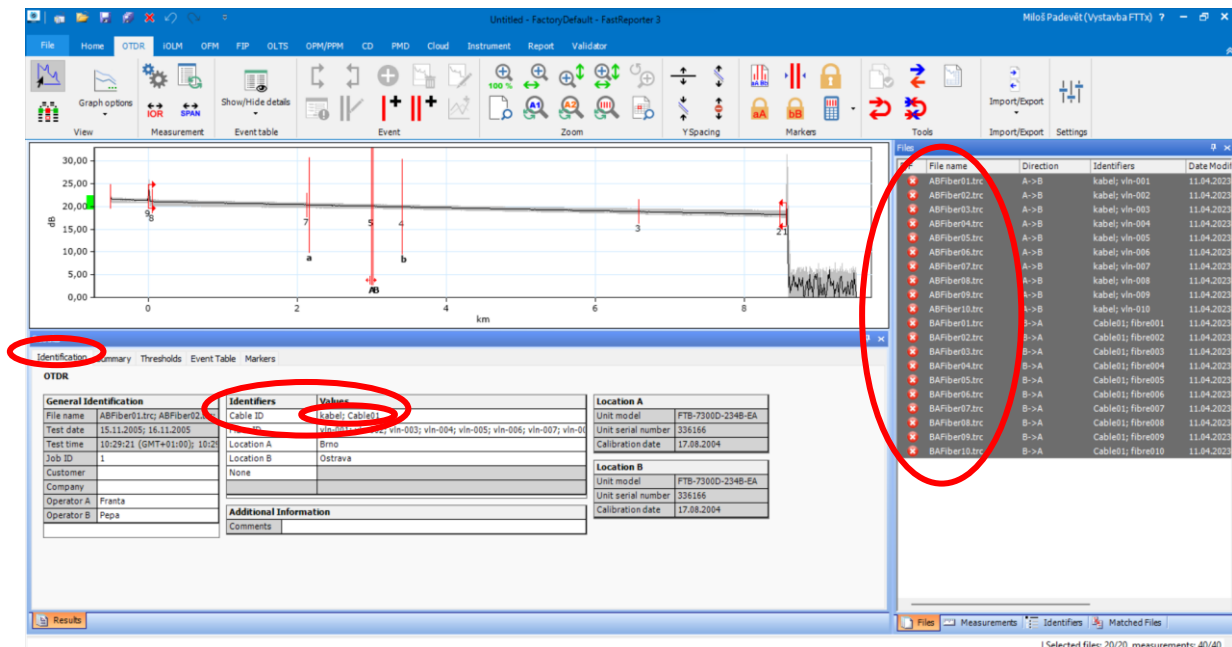 Untitled - FactoryDefault - FastReporter 3
Miloš Padevět (Vystavba FTTx) ?
File Home OTDR iOLM OFM FIP OLTS OPM/PPM CD PMD Cloud Instrument Report Validator
100 %
Graph options IOR SPAN Show/Hide details A1 A2 aA bB Import/Export
View Measurement Event table Event Zoom Y Spacing Markers Tools Import/Export Settings
30,00
25,00
20,00
15,00
10,00
5,00
0,00
dB
9 8 7 5 4 3 2 1
a b
AB
0 2 4 6 8
km
Files
File name Direction Identifiers Date Modif
ABFiber01.trc A->B kabel; vln-001 11.04.2023
ABFiber02.trc A->B kabel; vln-002 11.04.2023
ABFiber03.trc A->B kabel; vln-003 11.04.2023
ABFiber04.trc A->B kabel; vln-004 11.04.2023
ABFiber05.trc A->B kabel; vln-005 11.04.2023
ABFiber06.trc A->B kabel; vln-006 11.04.2023
ABFiber07.trc A->B kabel; vln-007 11.04.2023
ABFiber08.trc A->B kabel; vln-008 11.04.2023
ABFiber09.trc A->B kabel; vln-009 11.04.2023
ABFiber10.trc A->B kabel; vln-010 11.04.2023
BAFiber01.trc B->A Cable01; fibre001 11.04.2023
BAFiber02.trc B->A Cable01; fibre002 11.04.2023
BAFiber03.trc B->A Cable01; fibre003 11.04.2023
BAFiber04.trc B->A Cable01; fibre004 11.04.2023
BAFiber05.trc B->A Cable01; fibre005 11.04.2023
BAFiber06.trc B->A Cable01; fibre006 11.04.2023
BAFiber07.trc B->A Cable01; fibre007 11.04.2023
BAFiber08.trc B->A Cable01; fibre008 11.04.2023
BAFiber09.trc B->A Cable01; fibre009 11.04.2023
BAFiber10.trc B->A Cable01; fibre010 11.04.2023
Identification Summary Thresholds Event Table Markers
OTDR
General Identification
File name ABFiber01.trc; ABFiber02.trc
Test date 15.11.2005; 16.11.2005
Test time 10:29:21 (GMT+01:00); 10:29
Job ID 1
Customer
Company
Operator A Franta
Operator B Pepa
Identifiers Values
Cable ID kabel; Cable01
vln-003; vln-004; vln-005; vln-006; vln-007; vln-00
Location A Brno
Location B Ostrava
None
Additional Information
Comments
Location A
Unit model FTB-7300D-234B-EA
Unit serial number 336166
Calibration date 17.08.2004
Location B
Unit model FTB-7300D-234B-EA
Unit serial number 336166
Calibration date 17.08.2004
Results
Files Measurements Identifiers Matched Files
Selected files: 20/20, measurements: 40/40